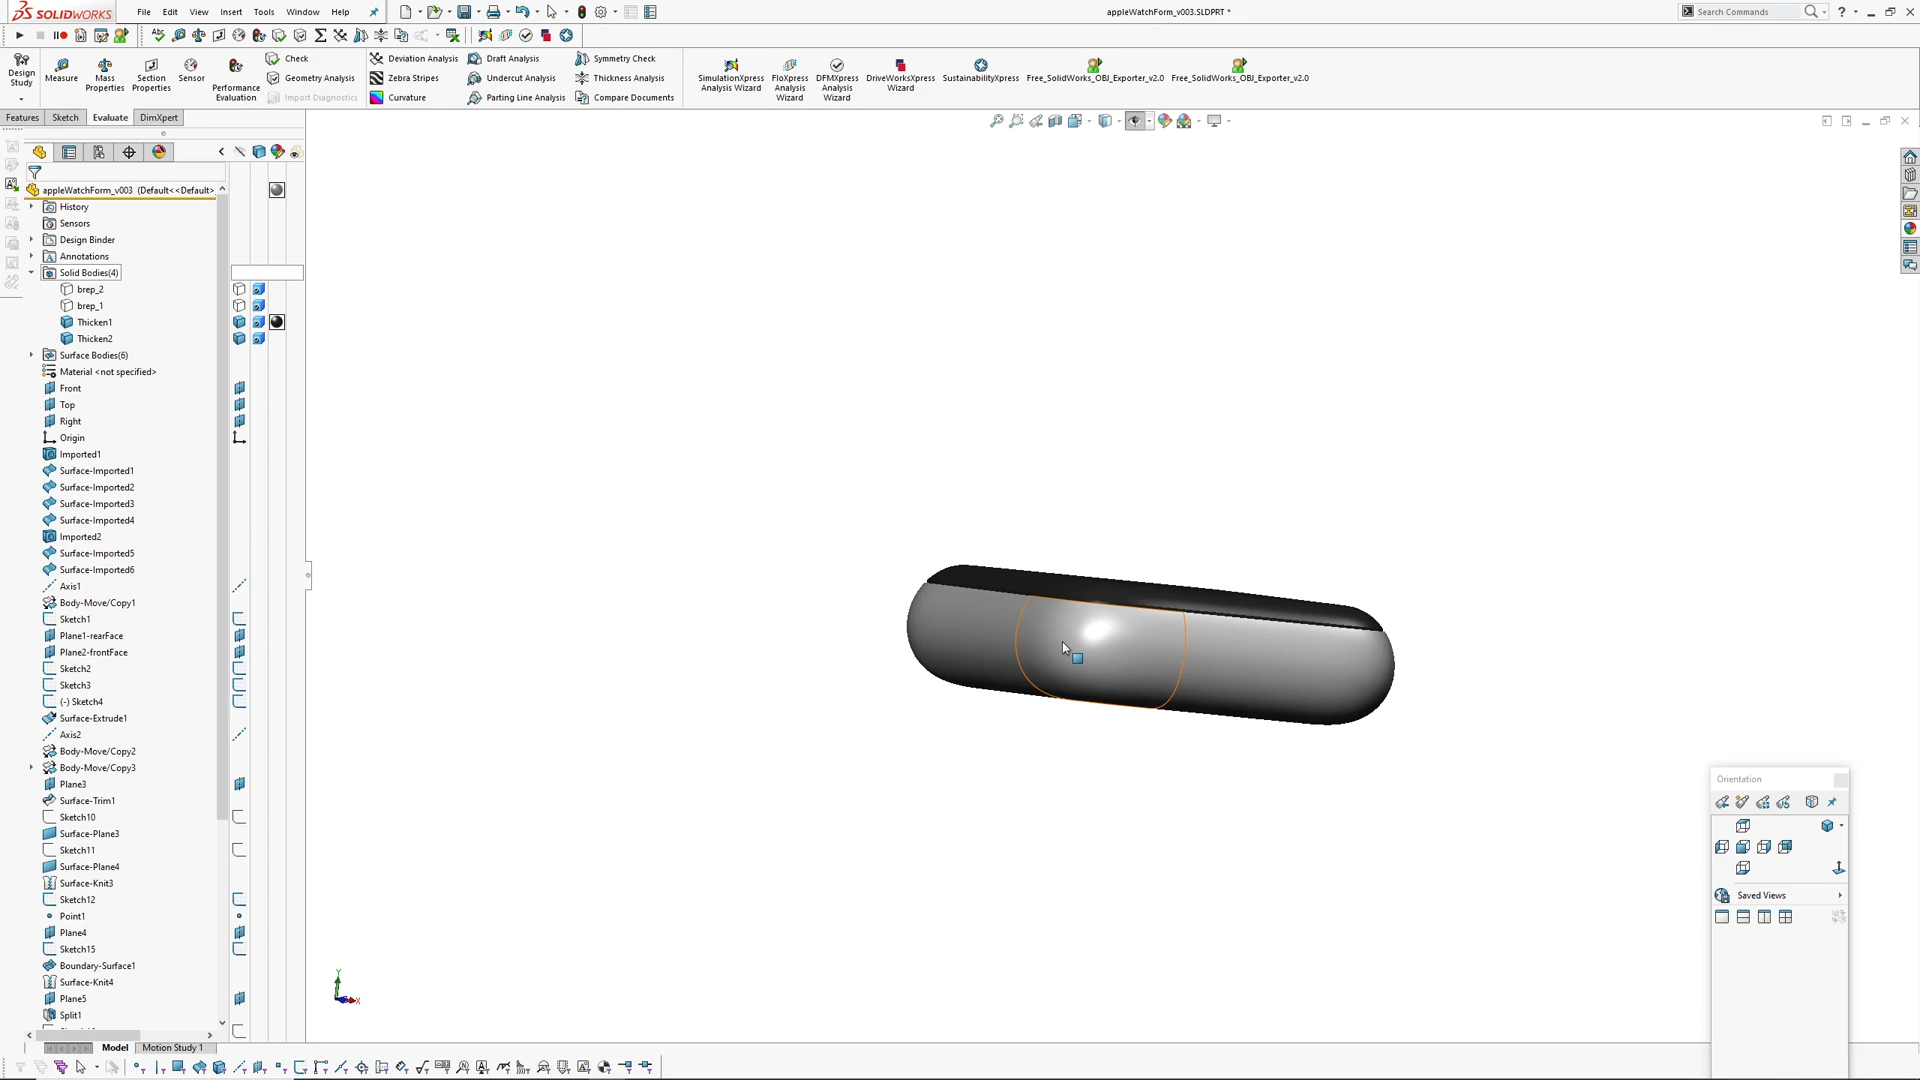 SOLIDWORKS File Edit View Insert Tools Window Help appleWatchForm_v003.SLDPRT * Search Commands
Design Study
Measure
Mass Properties
Section Properties
Sensor
Performance Evaluation
Check
Geometry Analysis
Import Diagnostics
Deviation Analysis
Zebra Stripes
Curvature
Draft Analysis
Undercut Analysis
Parting Line Analysis
Symmetry Check
Thickness Analysis
Compare Documents
SimulationXpress Analysis Wizard
FloXpress Analysis Wizard
DFMXpress Analysis Wizard
DriveWorksXpress Wizard
SustainabilityXpress
Free_SolidWorks_OBJ_Exporter_v2.0
Free_SolidWorks_OBJ_Exporter_v2.0
Features Sketch Evaluate DimXpert
appleWatchForm_v003 (Default<<Default>
History
Sensors
Design Binder
Annotations
Solid Bodies(4)
brep_2
brep_1
Thicken1
Thicken2
Surface Bodies(6)
Material <not specified>
Front
Top
Right
Origin
Imported1
Surface-Imported1
Surface-Imported2
Surface-Imported3
Surface-Imported4
Imported2
Surface-Imported5
Surface-Imported6
Axis1
Body-Move/Copy1
Sketch1
Plane1-rearFace
Plane2-frontFace
Sketch2
Sketch3
(-) Sketch4
Surface-Extrude1
Axis2
Body-Move/Copy2
Body-Move/Copy3
Plane3
Surface-Trim1
Sketch10
Surface-Plane3
Sketch11
Surface-Plane4
Surface-Knit3
Sketch12
Point1
Plane4
Sketch15
Boundary-Surface1
Surface-Knit4
Plane5
Split1
Orientation
Saved Views
Y
X
Model Motion Study 1